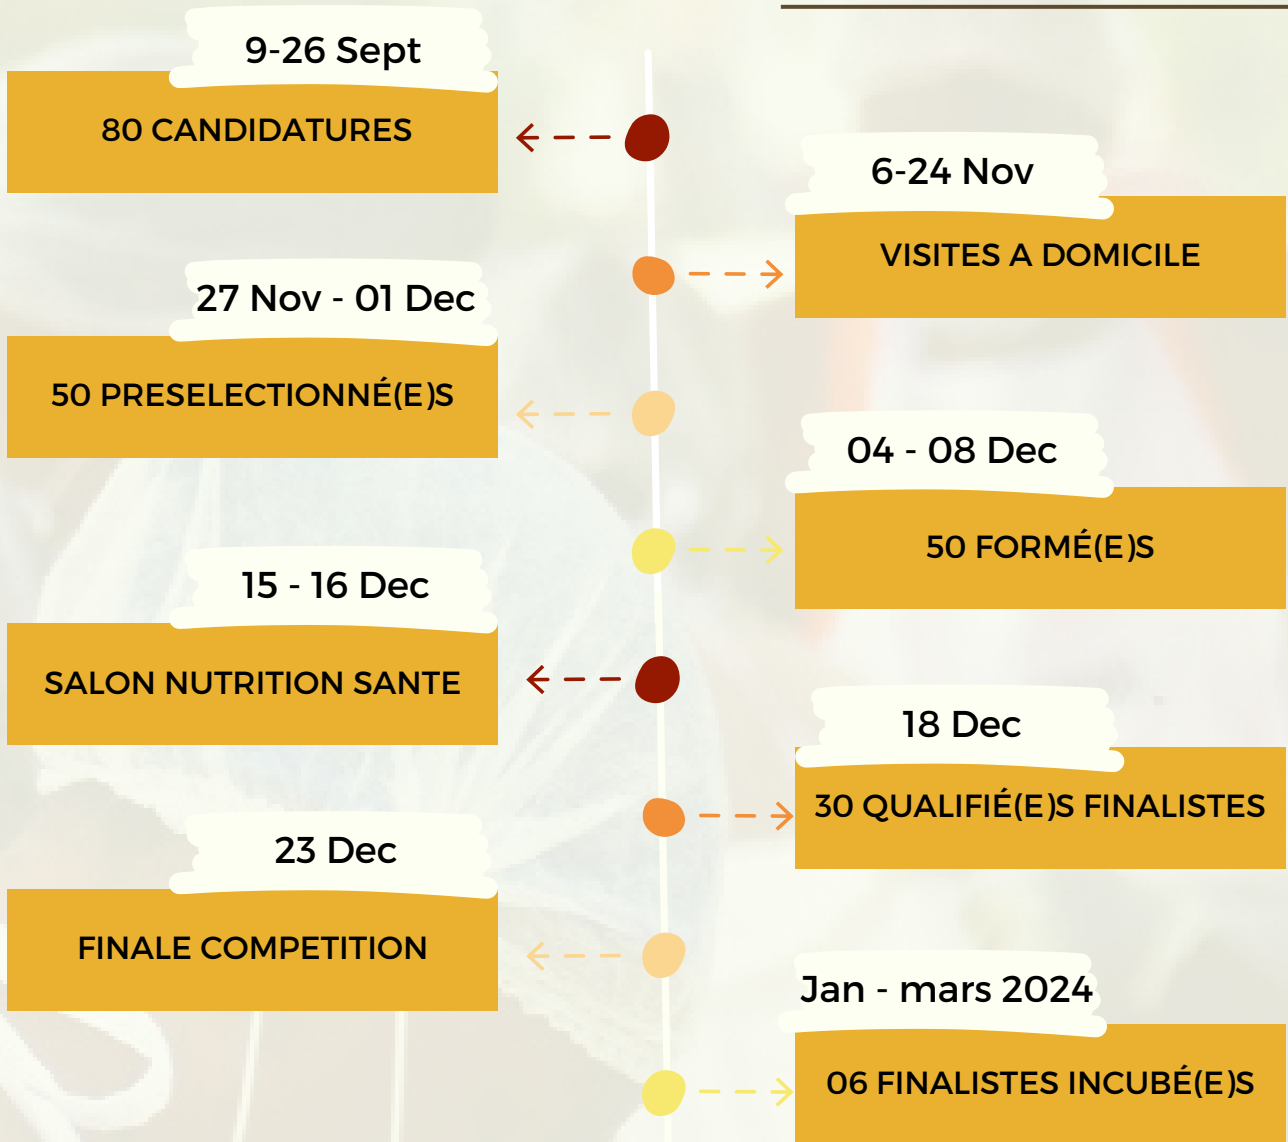 9-26 Sept
80 CANDIDATURES
6-24 Nov
VISITES A DOMICILE
27 Nov - 01 Dec
50 PRESELECTIONNÉ(E)S
04 - 08 Dec
50 FORMÉ(E)S
15 - 16 Dec
SALON NUTRITION SANTE
18 Dec
30 QUALIFIÉ(E)S FINALISTES
23 Dec
FINALE COMPETITION
Jan - mars 2024
06 FINALISTES INCUBÉ(E)S